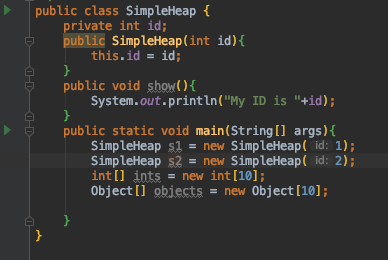 public class SimpleHeap {
private int id;
public SimpleHeap(int id){
this.id = id;
}
public void show(){
System.out.println("My ID is "+id);
}
public static void main(String[] args){
SimpleHeap s1 = new SimpleHeap( id: 1);
SimpleHeap s2 = new SimpleHeap( id: 2);
int[] ints = new int[10];
Object[] objects = new Object[10];
}
}